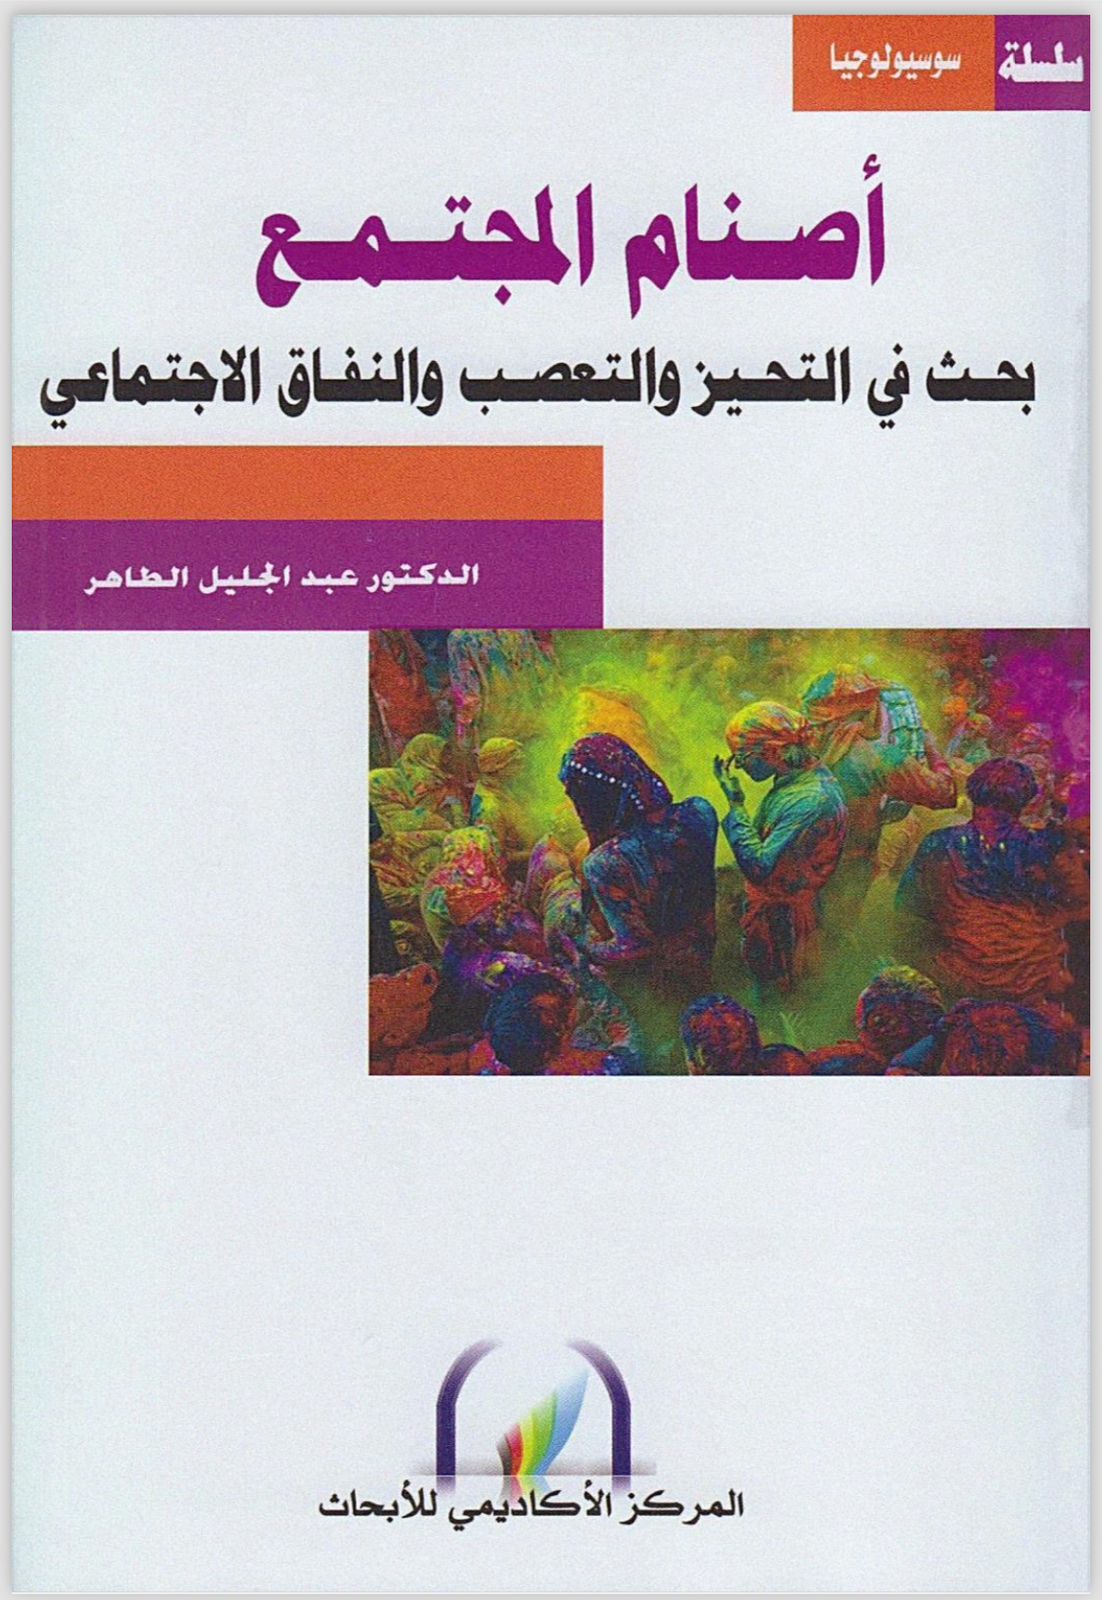 سلسلة سوسيولوجيا
أصنام المجتمع
بحث في التحيز والتعصب والنفاق الاجتماعي
الدكتور عبد الجليل الطاهر
المركز الأكاديمي للأبحاث